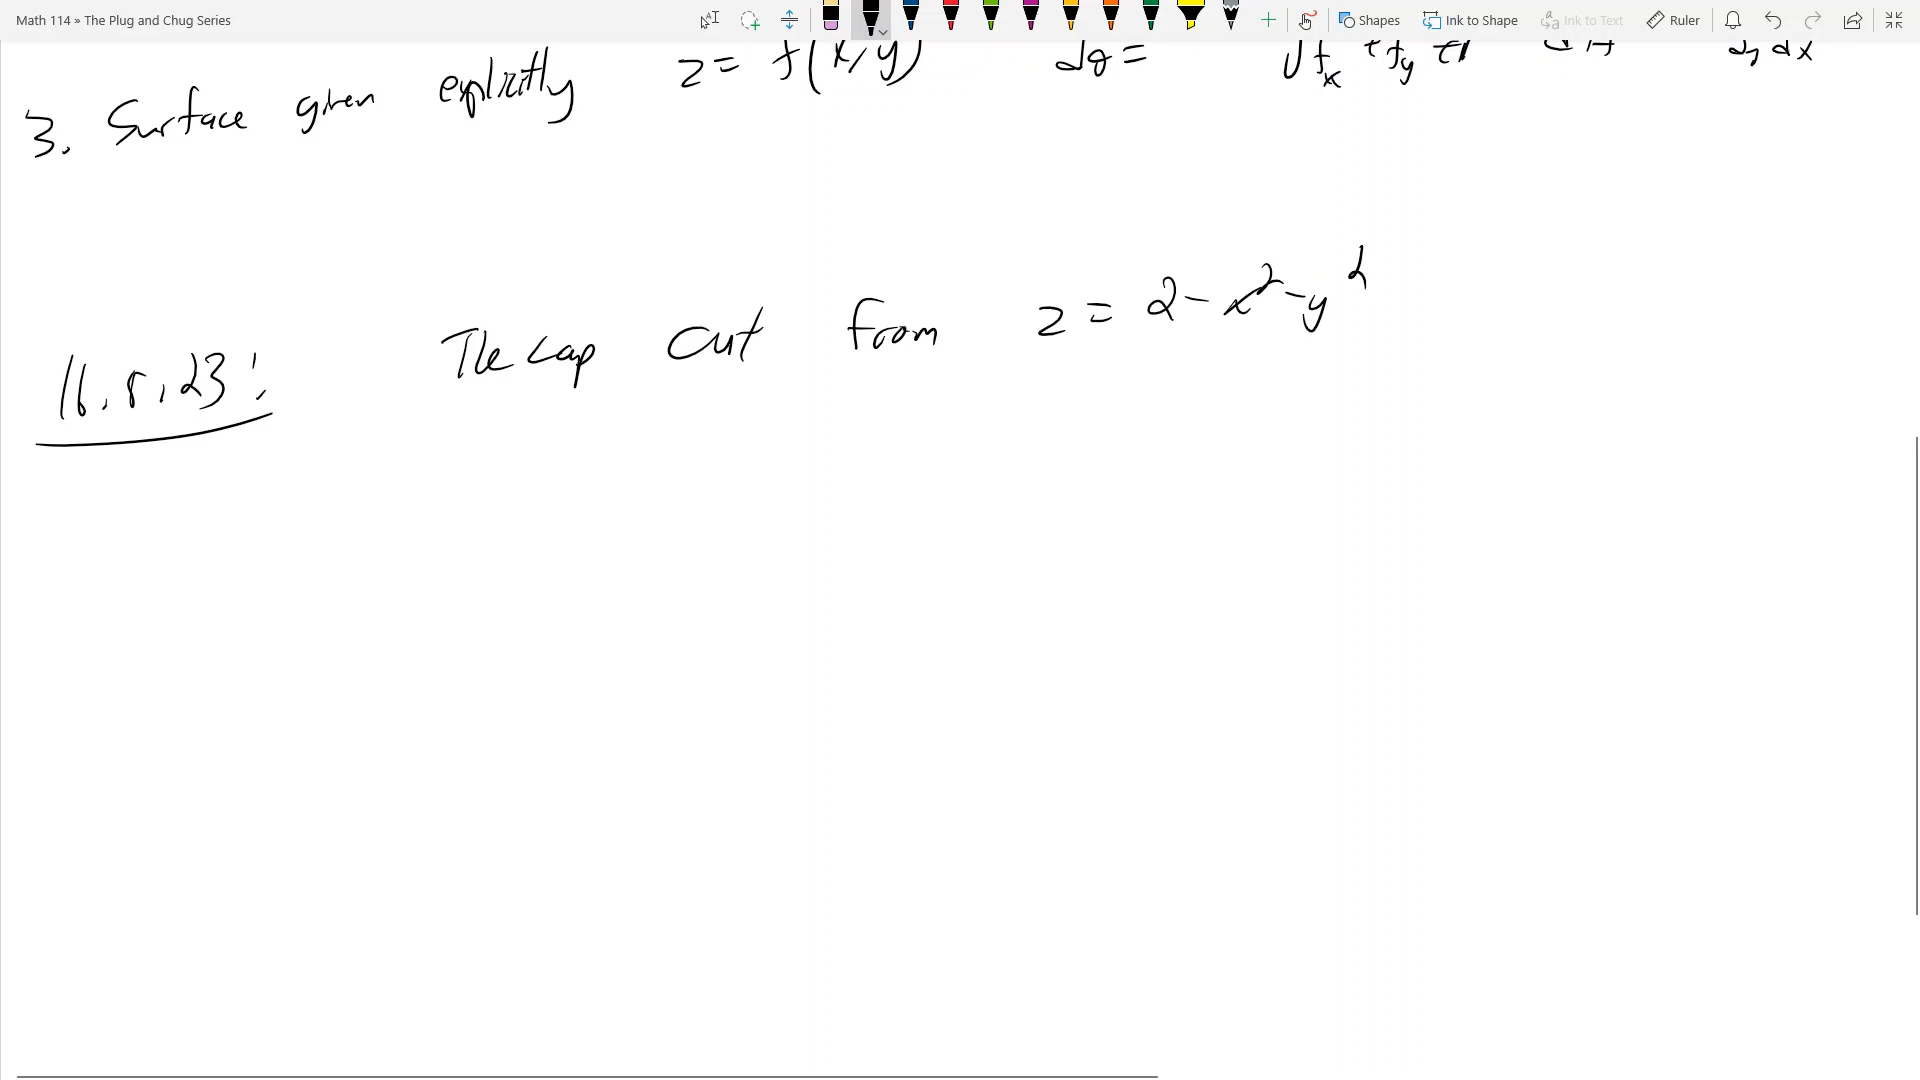 Math 114 » The Plug and Chug Series
Shapes Ink to Shape Ink to Text Ruler
3. Surface given explicitly z = f(x,y) dσ =
16.5.23: The cap cut from z = 2 - x² - y²